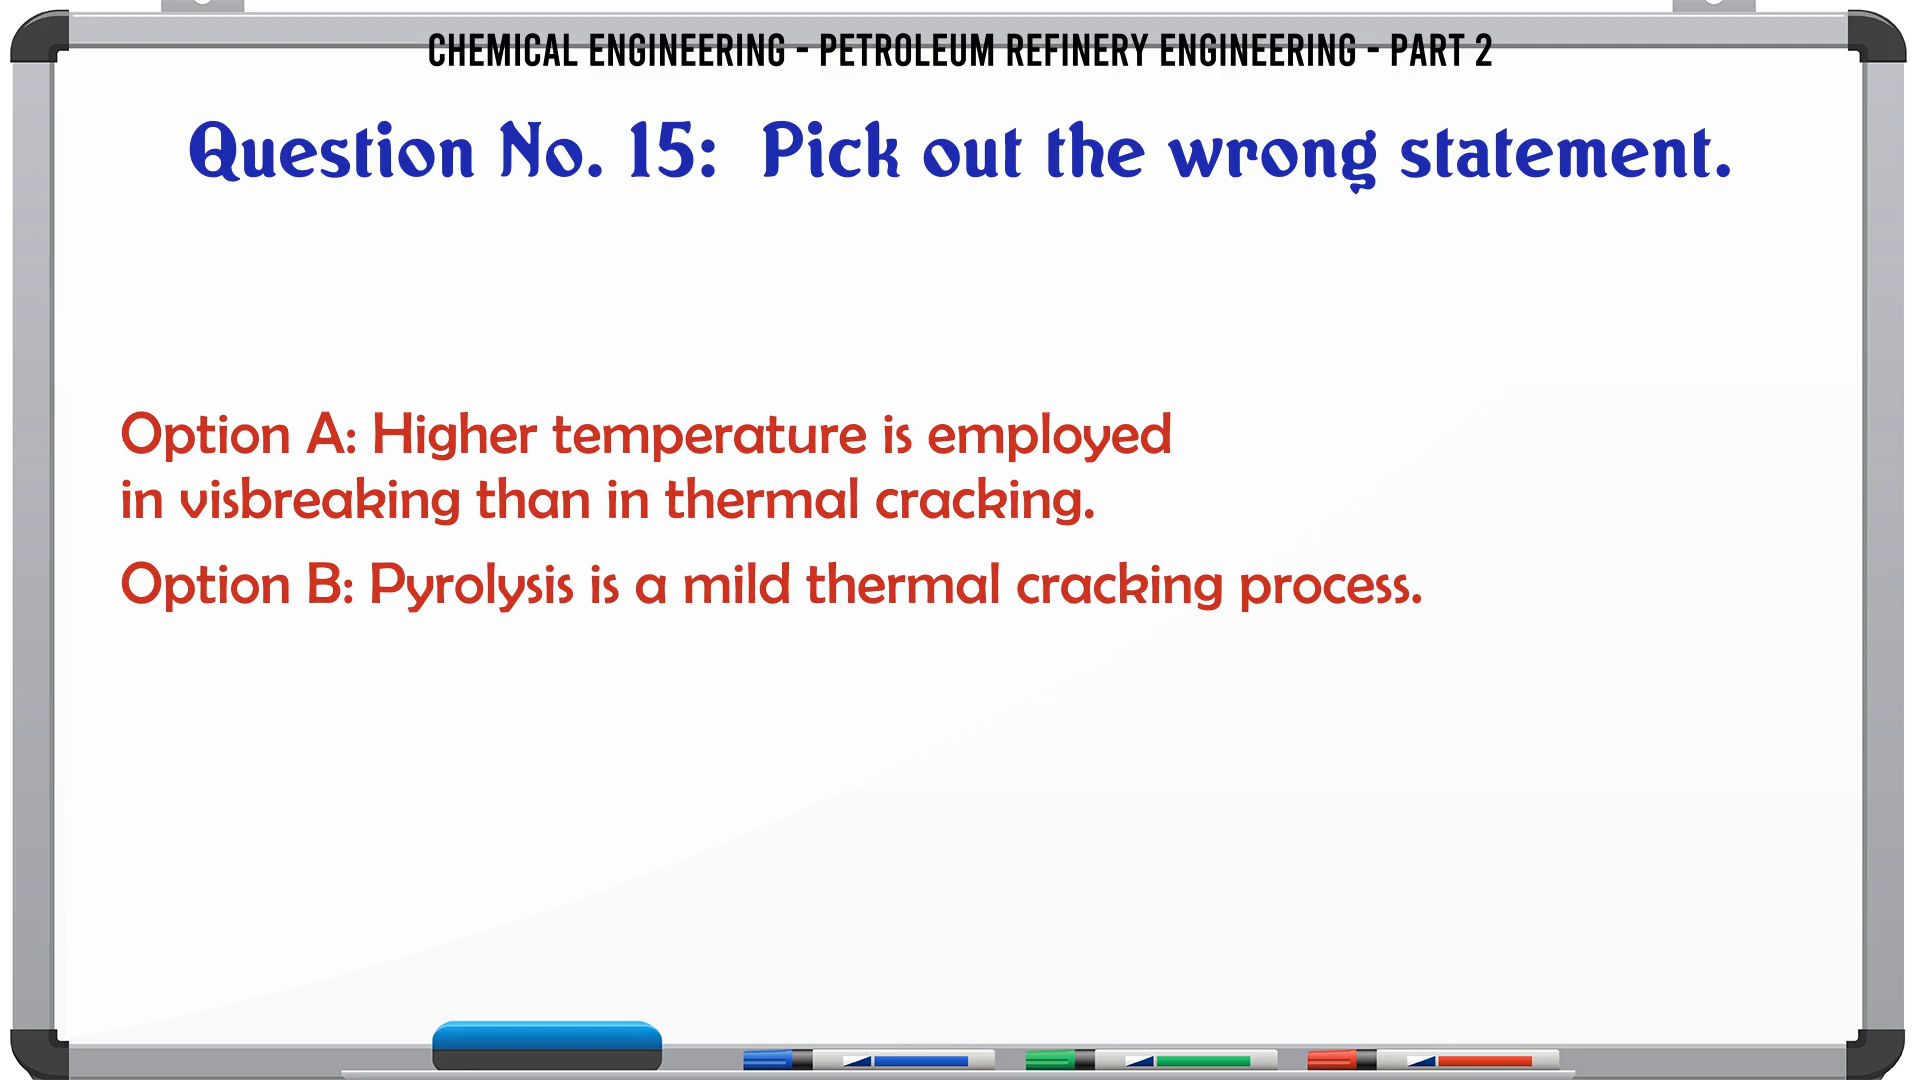 CHEMICAL ENGINEERING - PETROLEUM REFINERY ENGINEERING - PART 2
Question No. 15: Pick out the wrong statement.
Option A: Higher temperature is employed
in visbreaking than in thermal cracking.
Option B: Pyrolysis is a mild thermal cracking process.